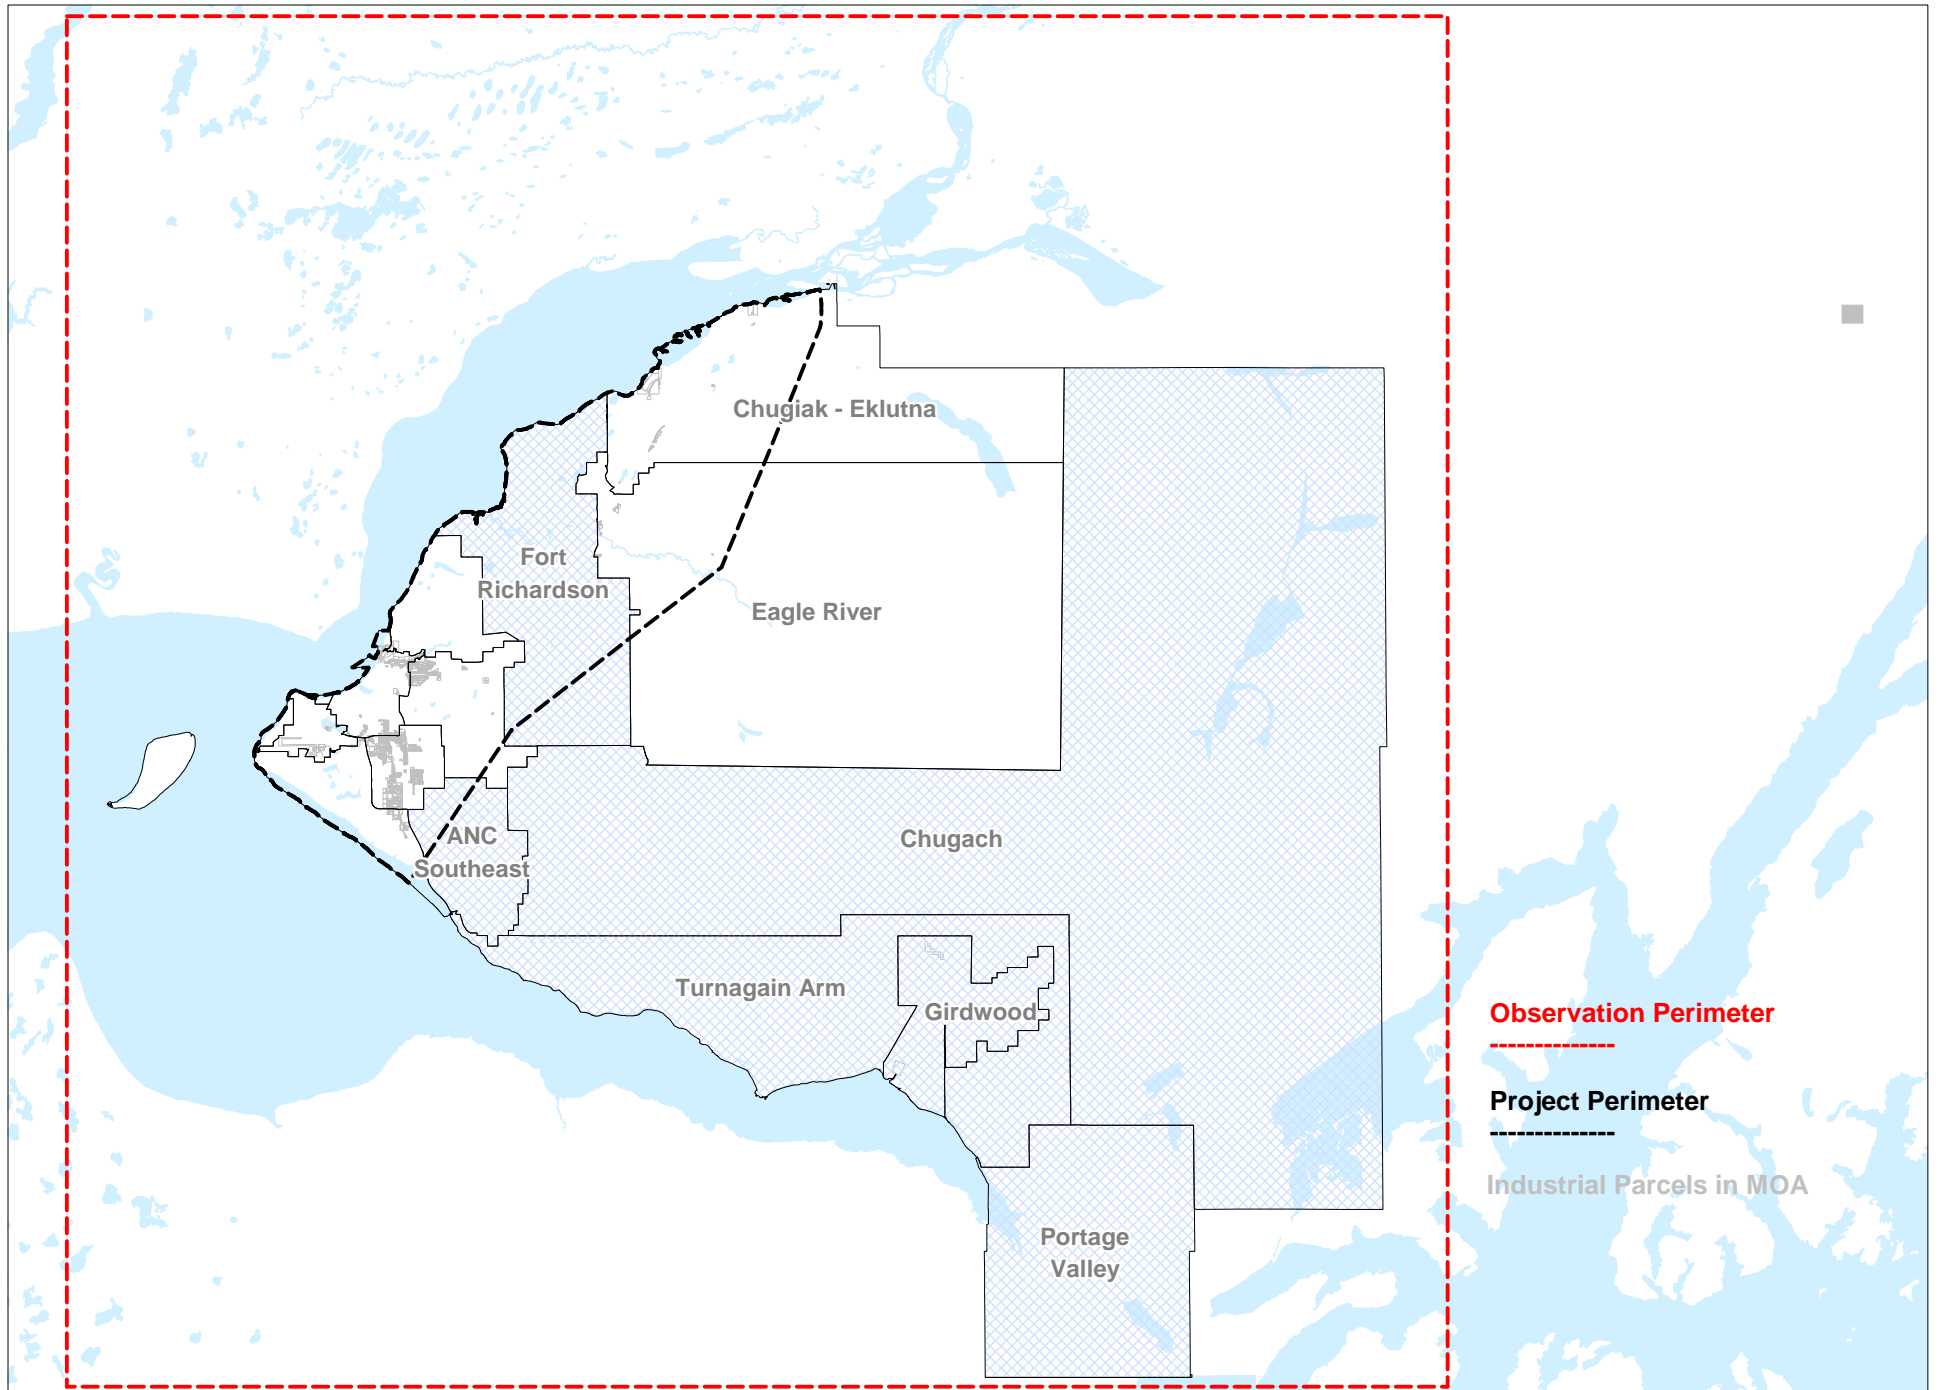 Chugiak - Eklutna
Fort
Richardson
Eagle River
ANC
Southeast
Chugach
Turnagain Arm
Girdwood
Portage
Valley
Observation Perimeter
--------------
Project Perimeter
--------------
Industrial Parcels in MOA